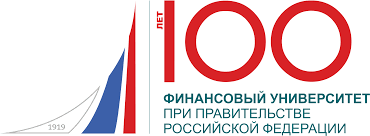 ЛЕТ
100
1919
ФИНАНСОВЫЙ УНИВЕРСИТЕТ
ПРИ ПРАВИТЕЛЬСТВЕ
РОССИЙСКОЙ ФЕДЕРАЦИИ